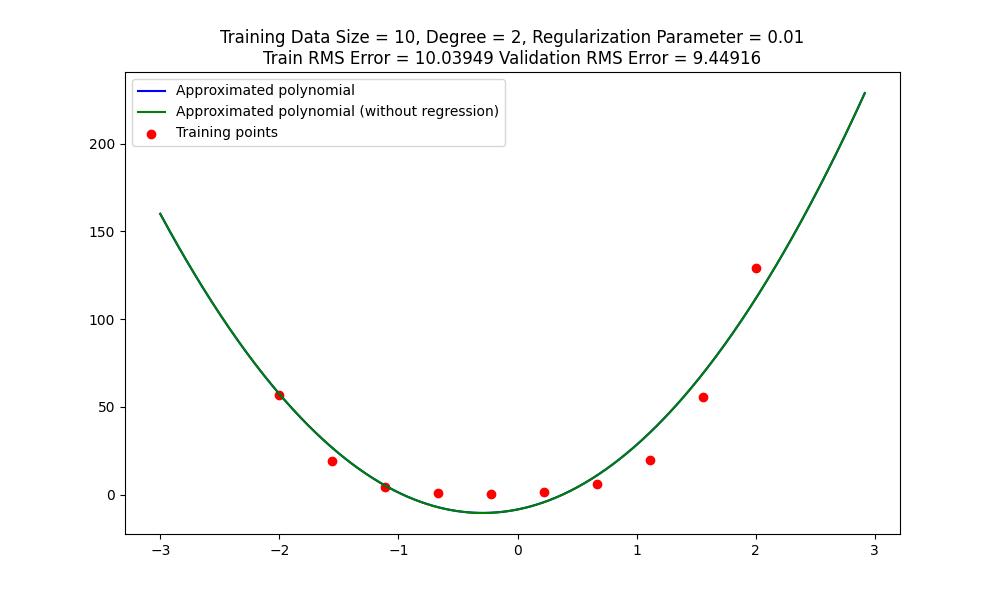 Training Data Size = 10, Degree = 2, Regularization Parameter = 0.01
Train RMS Error = 10.03949 Validation RMS Error = 9.44916
Approximated polynomial
Approximated polynomial (without regression)
Training points
200
150
100
50
0
−3
−2
−1
0
1
2
3